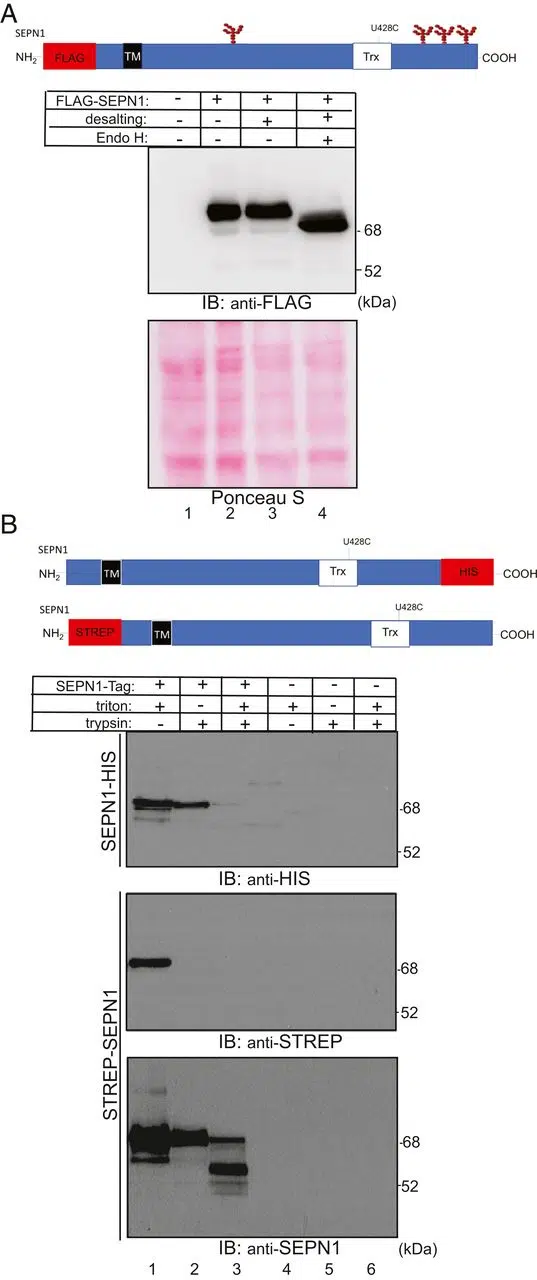 A
SEPN1
U428C
NH2 FLAG TM Trx COOH
FLAG-SEPN1: - + + +
desalting: - - + +
Endo H: - - - +
- 68
- 52
IB: anti-FLAG (kDa)
Ponceau S
1 2 3 4
B
U428C
SEPN1
NH2 TM Trx HIS COOH
SEPN1 U428C
NH2 STREP TM Trx COOH
SEPN1-Tag: + + + - - -
triton: + - + + - +
trypsin: - + + - + +
SEPN1-HIS
-68
-52
IB: anti-HIS
STREP-SEPN1
-68
-52
IB: anti-STREP
-68
-52
IB: anti-SEPN1 (kDa)
1 2 3 4 5 6